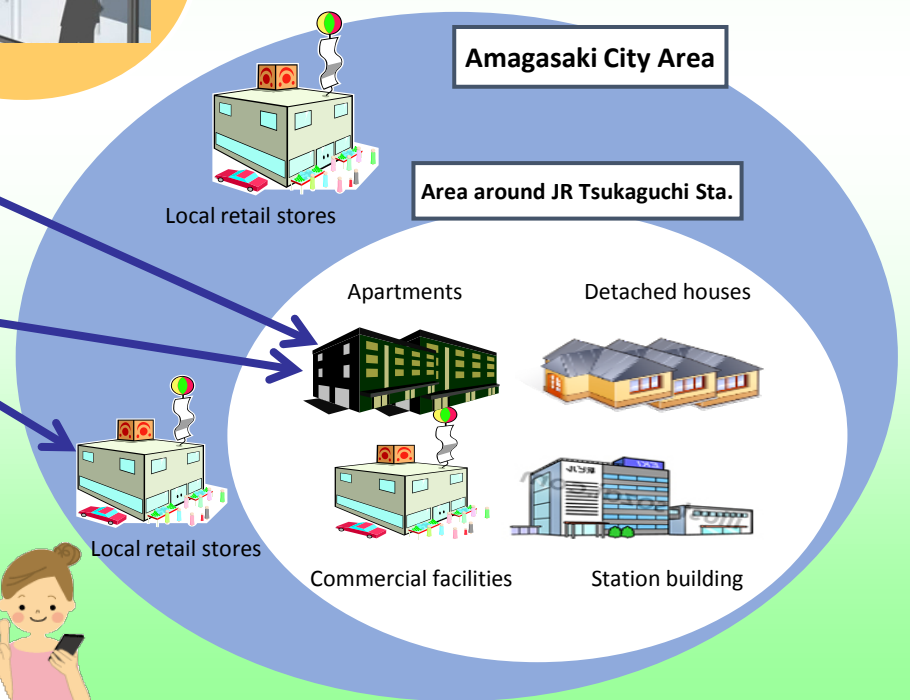 Amagasaki City Area
Area around JR Tsukaguchi Sta.
Local retail stores
Apartments
Detached houses
Local retail stores
Commercial facilities
Station building